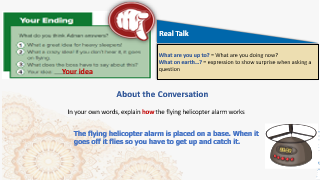 Your Ending
What do you think Adnan answers?
1 What a great idea for heavy sleepers!
2 What a noisy idea! If you don't hear it it goes
on flying.
3 What does the boss have to say about this?
4 Your idea: Your idea
Real Talk
What are you up to? = What are you doing now?
What on earth...? = expression to show surprise when asking a
question
About the Conversation
In your own words, explain how the flying helicopter alarm works
The flying helicopter alarm is placed on a base. When it
goes off it flies so you have to get up and catch it.